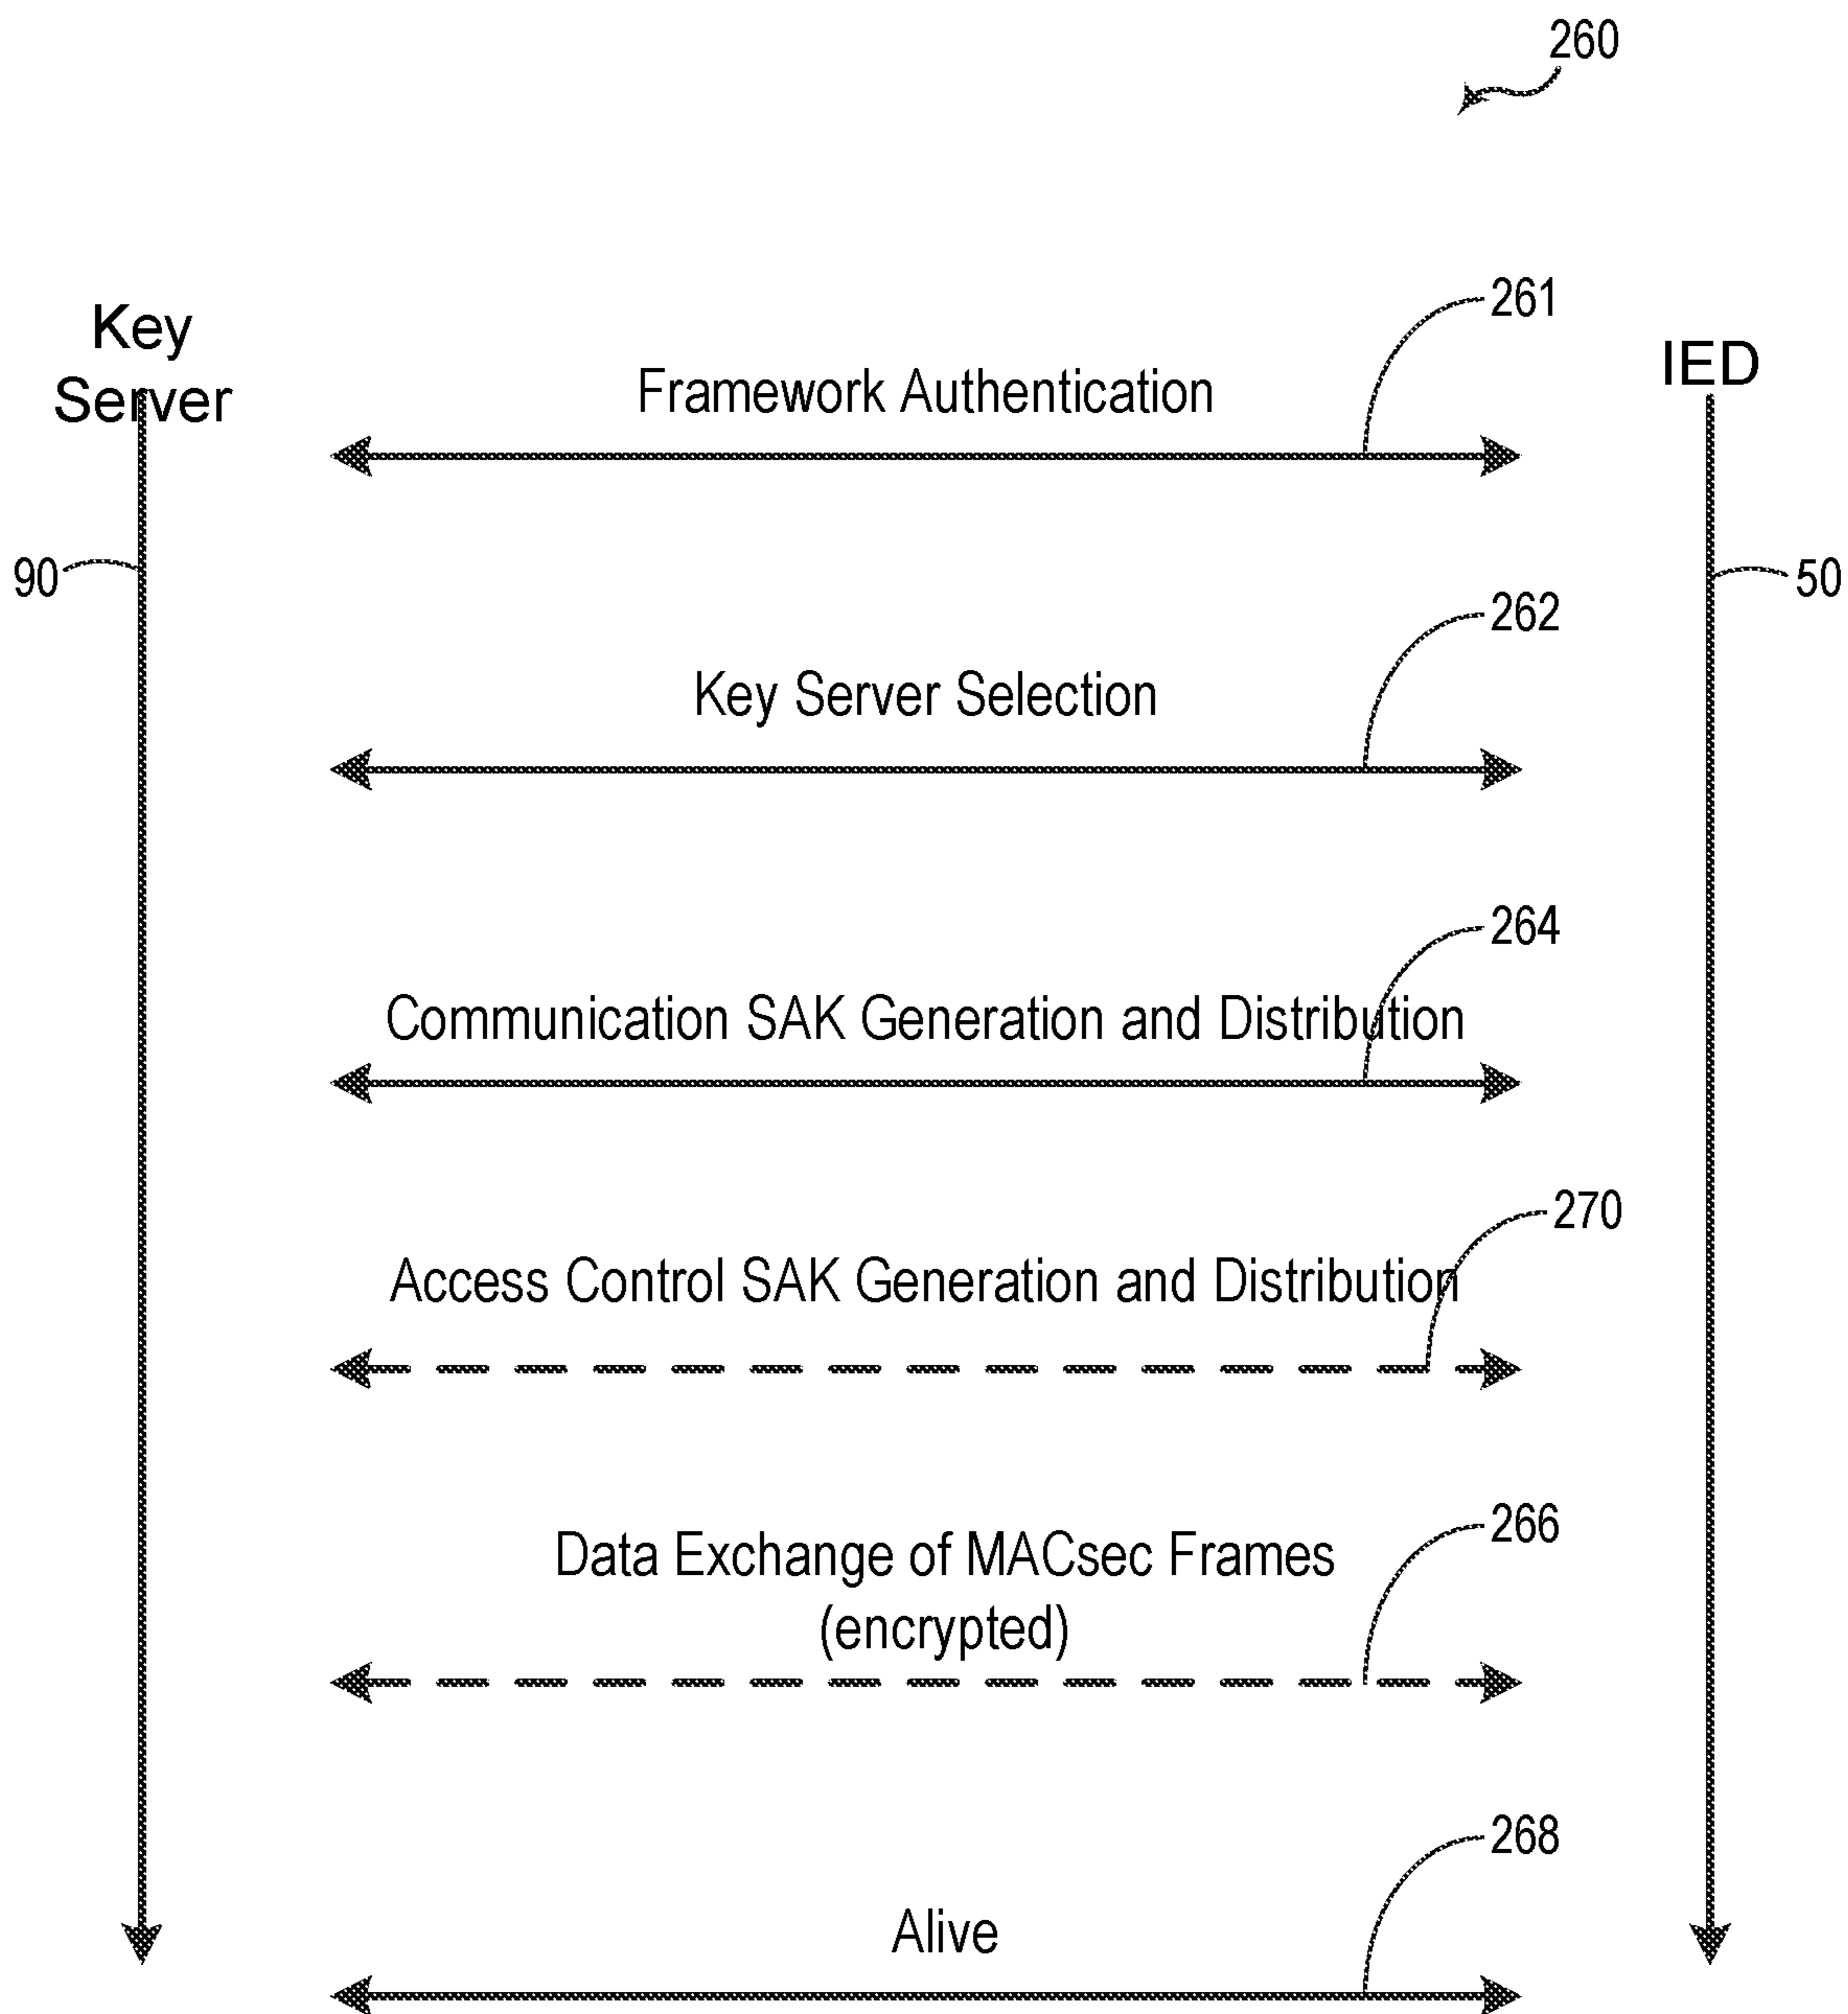 260
261
Key
Server
IED
Framework Authentication
90
50
262
Key Server Selection
264
Communication SAK Generation and Distribution
270
Access Control SAK Generation and Distribution
266
Data Exchange of MACsec Frames
(encrypted)
268
Alive